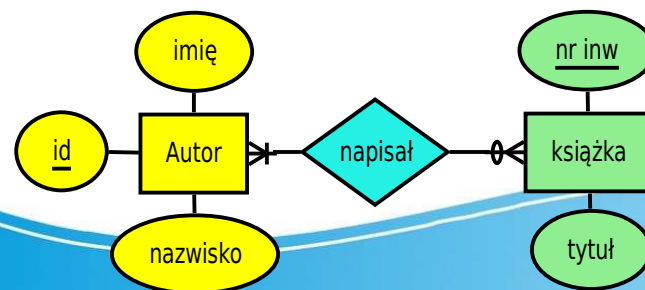 imię
nr inw
id
Autor
napisał
książka
nazwisko
tytuł